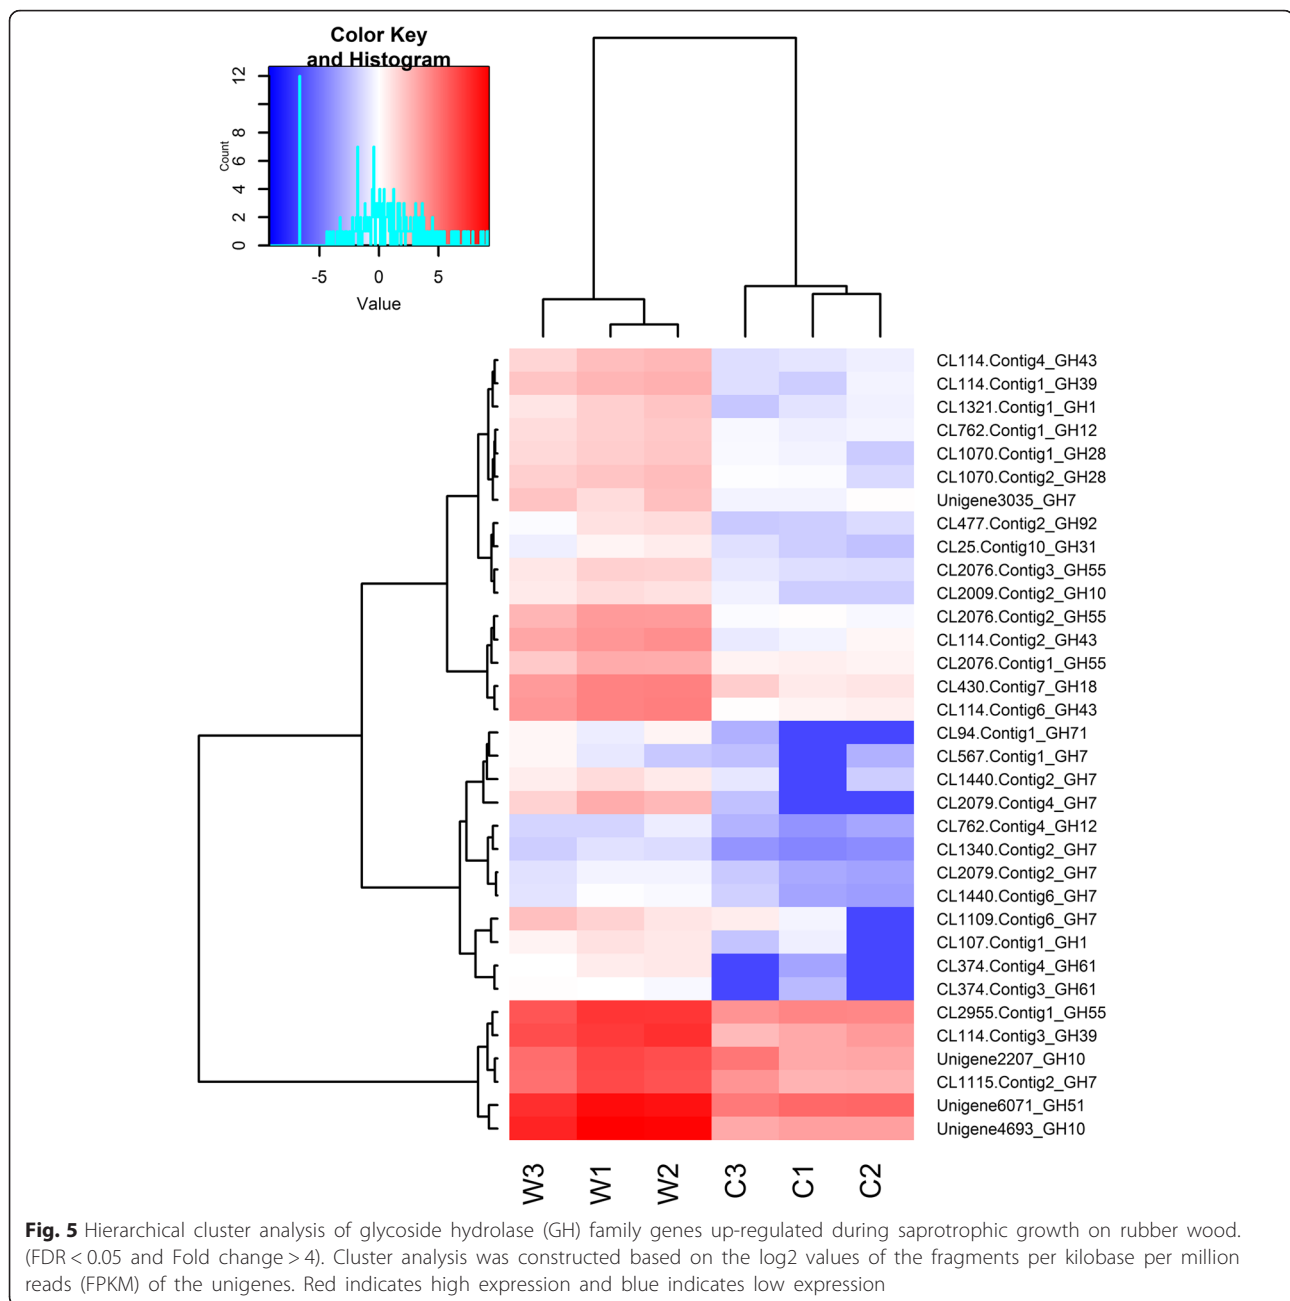 Color Key
and Histogram
12
8
6
4
2
0
Count
-5 0 5
Value
CL114.Contig4_GH43
CL114.Contig1_GH39
CL1321.Contig1_GH1
CL762.Contig1_GH12
CL1070.Contig1_GH28
CL1070.Contig2_GH28
Unigene3035_GH7
CL477.Contig2_GH92
CL25.Contig10_GH31
CL2076.Contig3_GH55
CL2009.Contig2_GH10
CL2076.Contig2_GH55
CL114.Contig2_GH43
CL2076.Contig1_GH55
CL430.Contig7_GH18
CL114.Contig6_GH43
CL94.Contig1_GH71
CL567.Contig1_GH7
CL1440.Contig2_GH7
CL2079.Contig4_GH7
CL762.Contig4_GH12
CL1340.Contig2_GH7
CL2079.Contig2_GH7
CL1440.Contig6_GH7
CL1109.Contig6_GH7
CL107.Contig1_GH1
CL374.Contig4_GH61
CL374.Contig3_GH61
CL2955.Contig1_GH55
CL114.Contig3_GH39
Unigene2207_GH10
CL1115.Contig2_GH7
Unigene6071_GH51
Unigene4693_GH10
W3 W1 W2 C3 C1 C2
Fig. 5 Hierarchical cluster analysis of glycoside hydrolase (GH) family genes up-regulated during saprotrophic growth on rubber wood.
(FDR < 0.05 and Fold change > 4). Cluster analysis was constructed based on the log2 values of the fragments per kilobase per million
reads (FPKM) of the unigenes. Red indicates high expression and blue indicates low expression